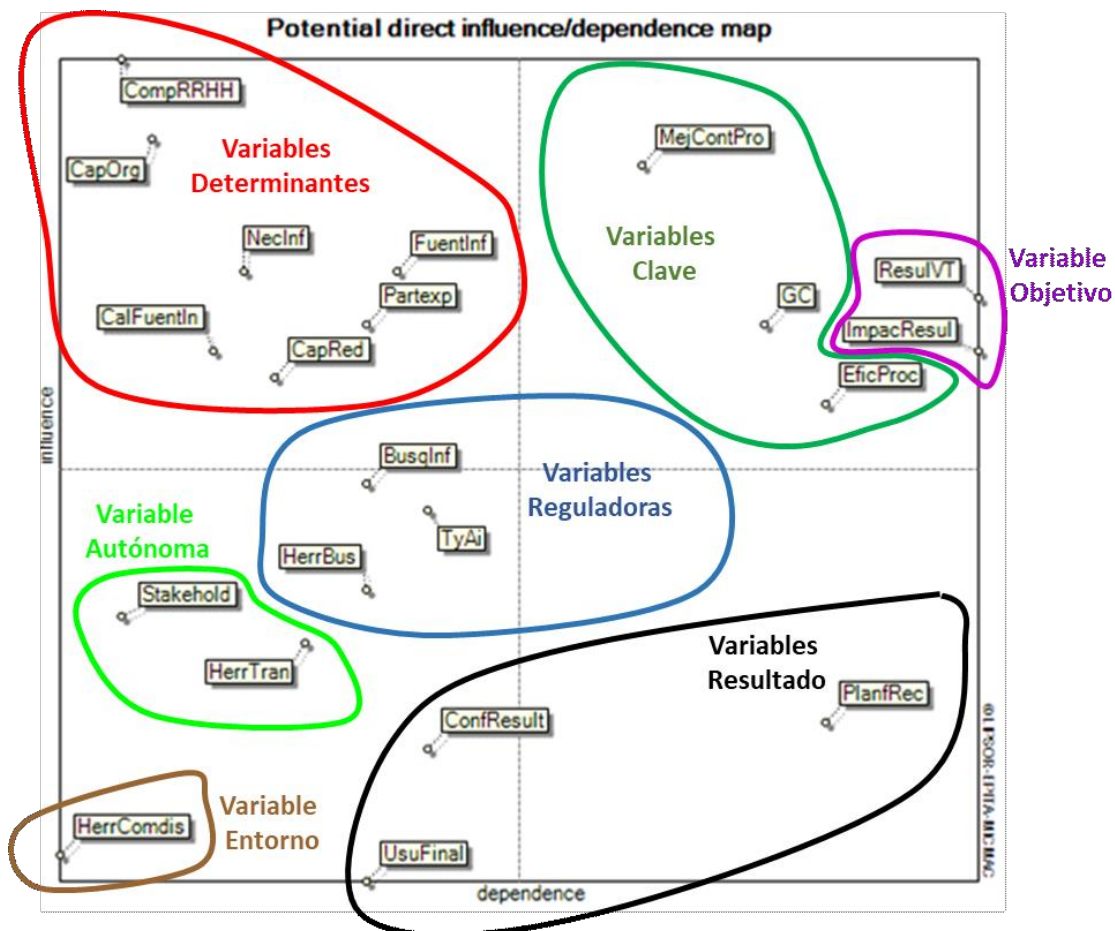 Potential direct influence/dependence map
CompRRHH
CapOrg
Variables
Determinantes
NecInf
FuentInf
Partexp
CalFuentIn
CapRed
MejContPro
Variables
Clave
GC
ResulVT
ImpacResul
EficProc
Variable
Objetivo
influence
BusqInf
Variables
Reguladoras
TyAi
HerrBus
Variable
Autónoma
Stakehold
HerrTran
Variables
Resultado
PlanfRec
ConfResult
HerrComdis
Variable
Entorno
UsuFinal
dependence
© LIPSOR-EPITA-MICMAC